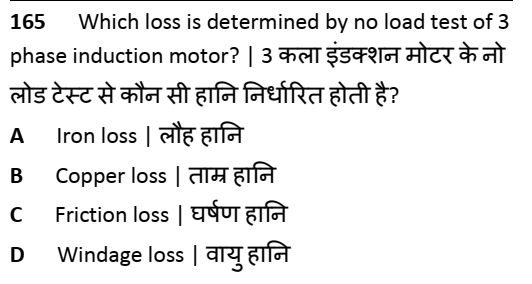 165 Which loss is determined by no load test of 3
phase induction motor? | 3 कला इंडक्शन मोटर के नो
लोड टेस्ट से कौन सी हानि निर्धारित होती है?
A Iron loss | लौह हानि
B Copper loss | ताम्र हानि
C Friction loss | घर्षण हानि
D Windage loss | वायु हानि